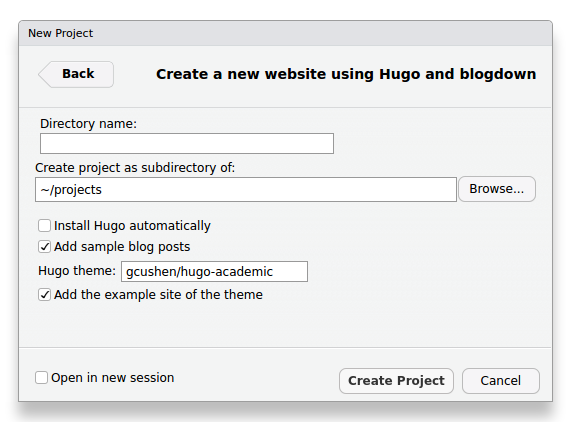 New Project
Back
Create a new website using Hugo and blogdown
Directory name:
Create project as subdirectory of:
~/projects
Browse...
Install Hugo automatically
Add sample blog posts
Hugo theme: gcushen/hugo-academic
Add the example site of the theme
Open in new session
Create Project
Cancel